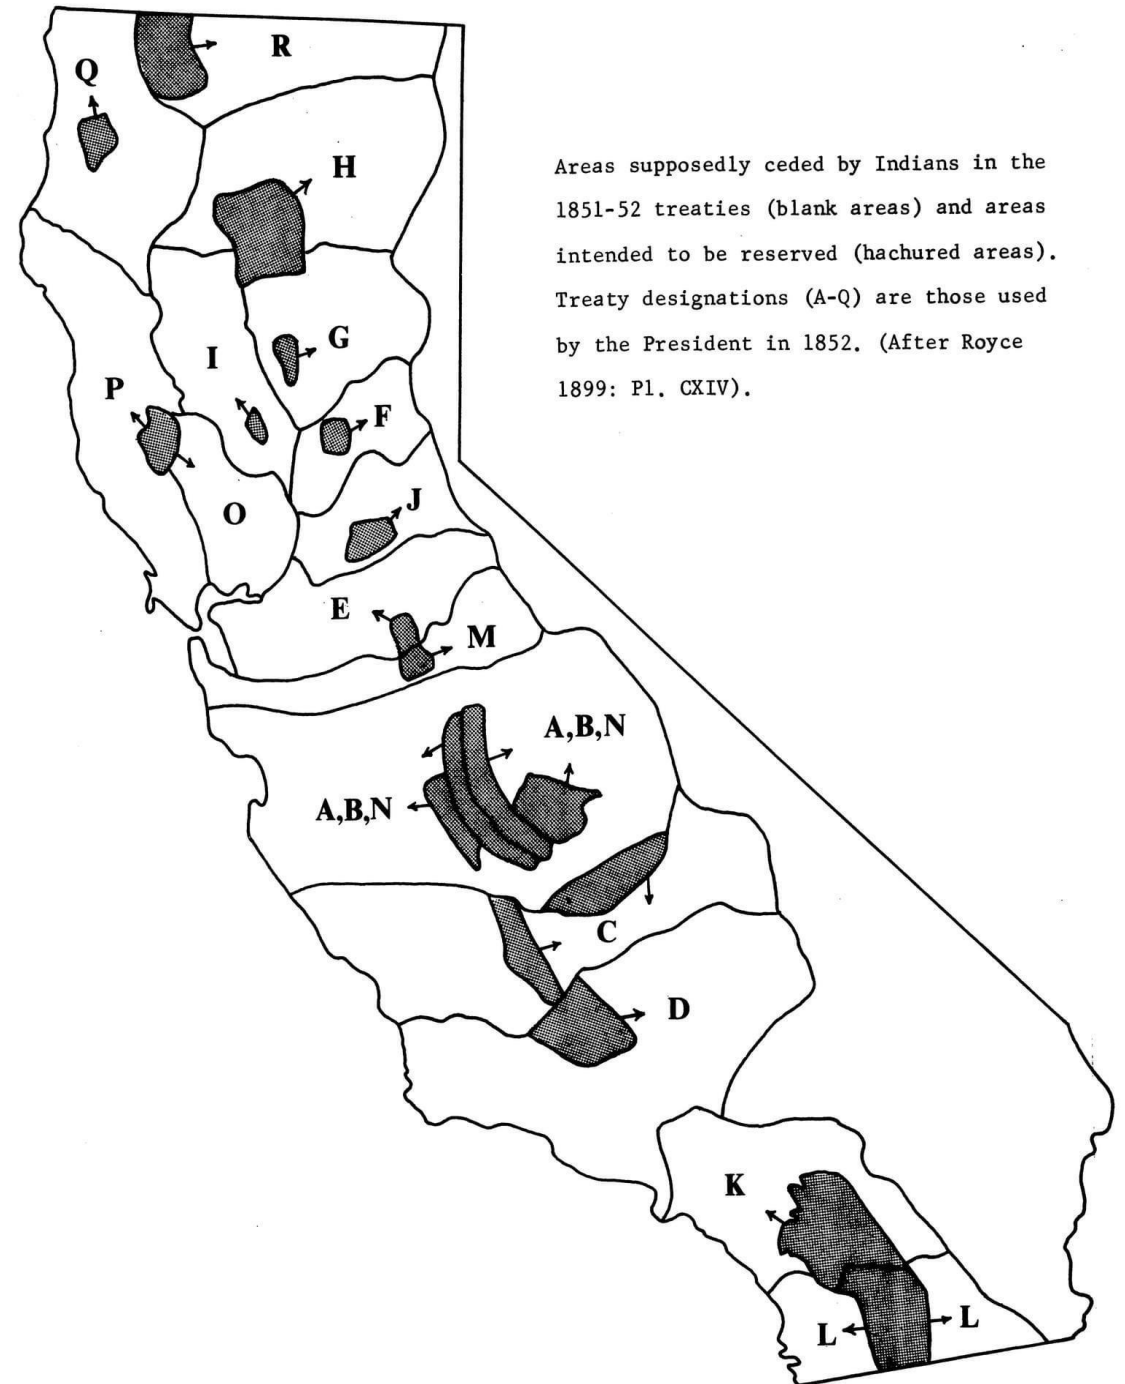 R
Q
H
Areas supposedly ceded by Indians in the
1851-52 treaties (blank areas) and areas
intended to be reserved (hachured areas).
Treaty designations (A-Q) are those used
by the President in 1852. (After Royce
1899: Pl. CXIV).
G
I
P
F
J
O
E
M
A,B,N
A,B,N
C
D
K
L
L